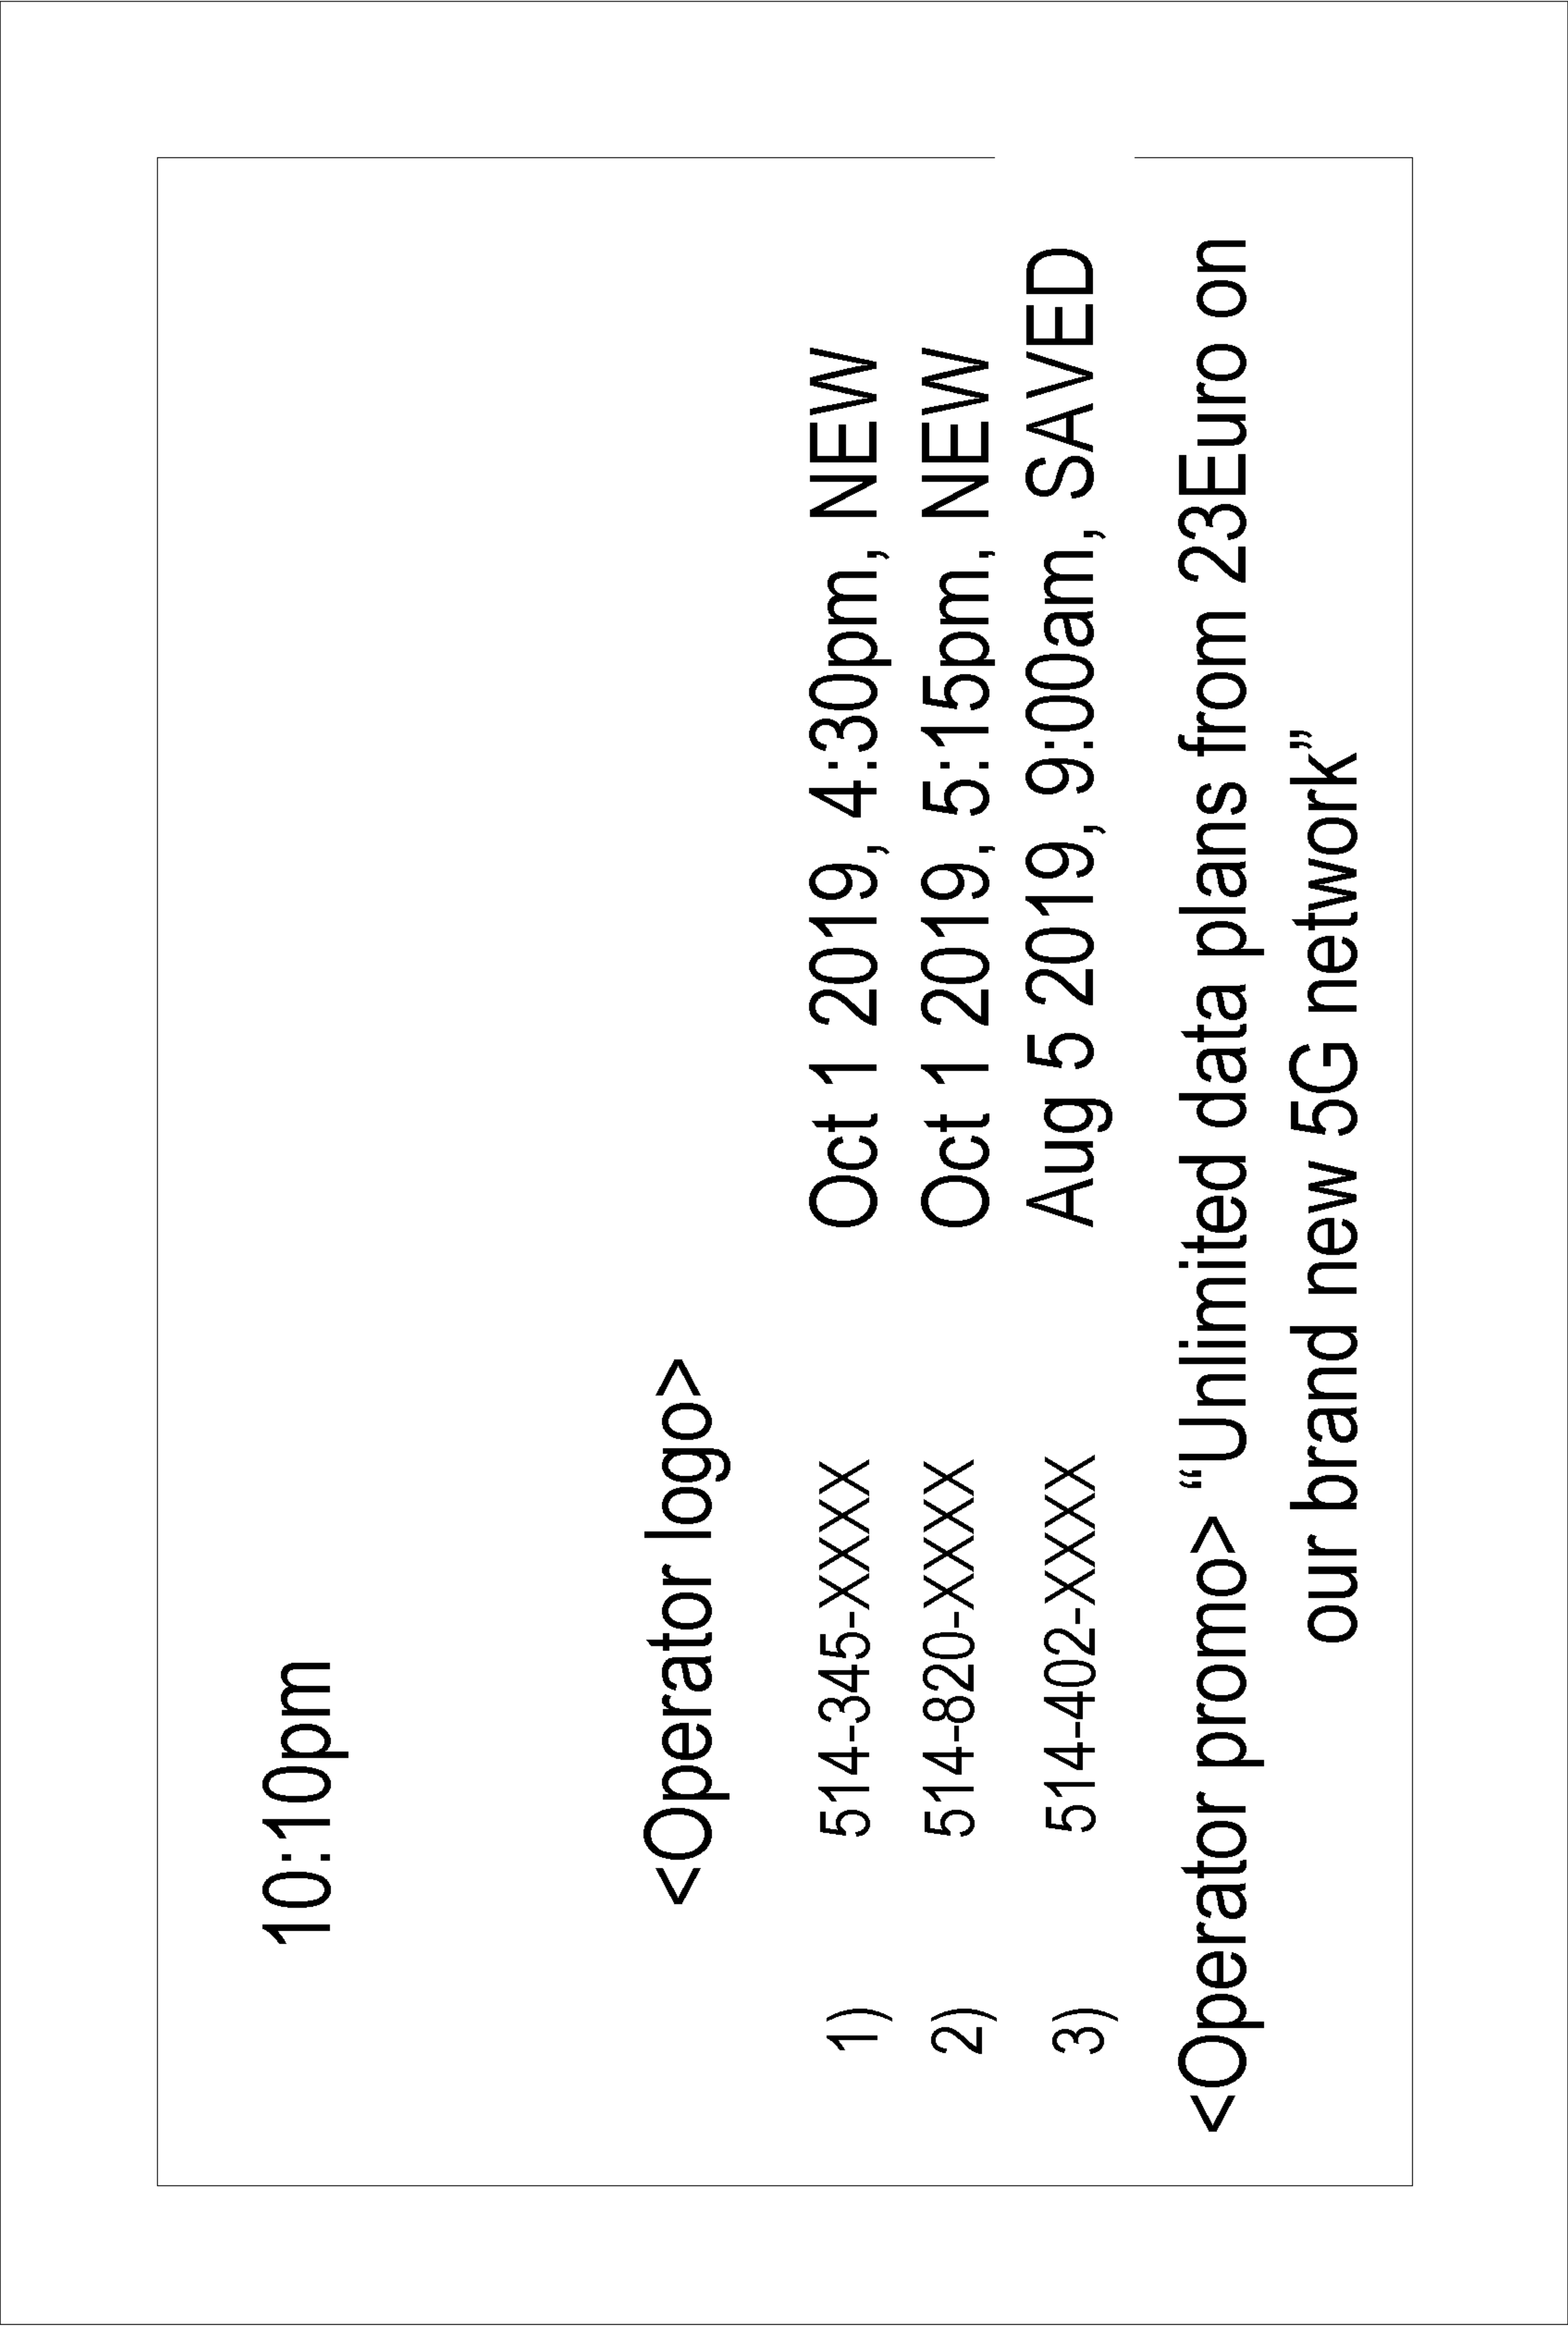 10:10pm
<Operator logo>
1) 514-345-XXXX Oct 1 2019, 4:30pm, NEW
2) 514-820-XXXX Oct 1 2019, 5:15pm, NEW
3) 514-402-XXXX Aug 5 2019, 9:00am, SAVED
<Operator promo> “Unlimited data plans from 23Euro on
our brand new 5G network”